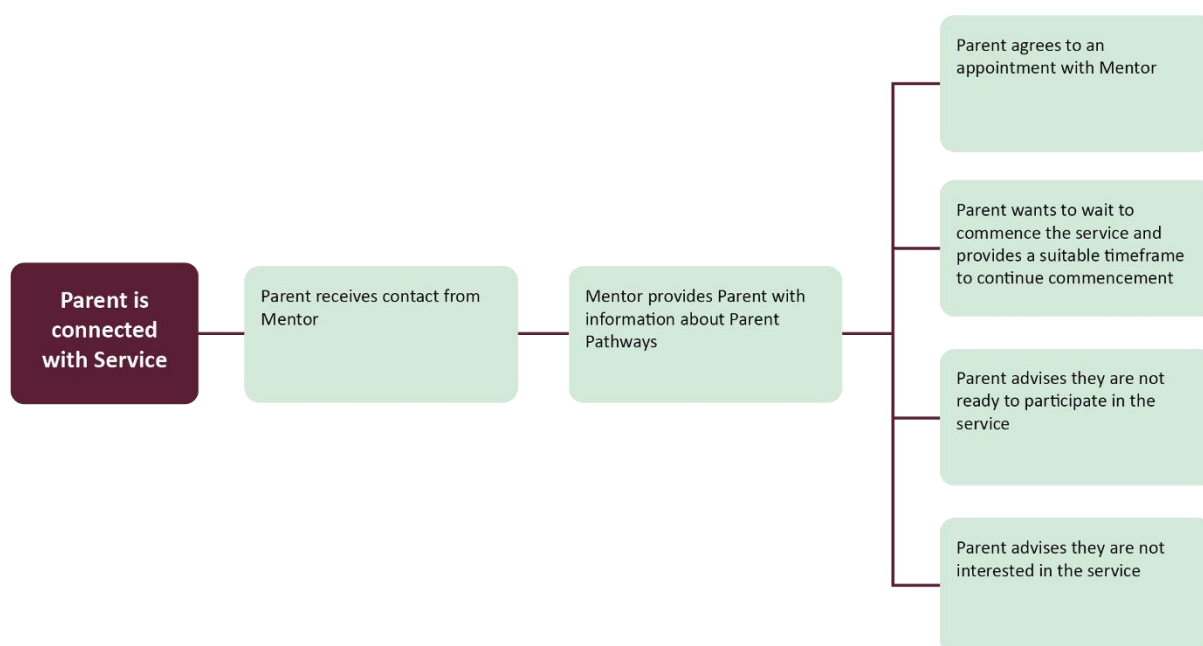 Parent is
connected
with Service
Parent receives contact from
Mentor
Mentor provides Parent with
information about Parent
Pathways
Parent agrees to an
appointment with Mentor
Parent wants to wait to
commence the service and
provides a suitable timeframe
to continue commencement
Parent advises they are not
ready to participate in the
service
Parent advises they are not
interested in the service